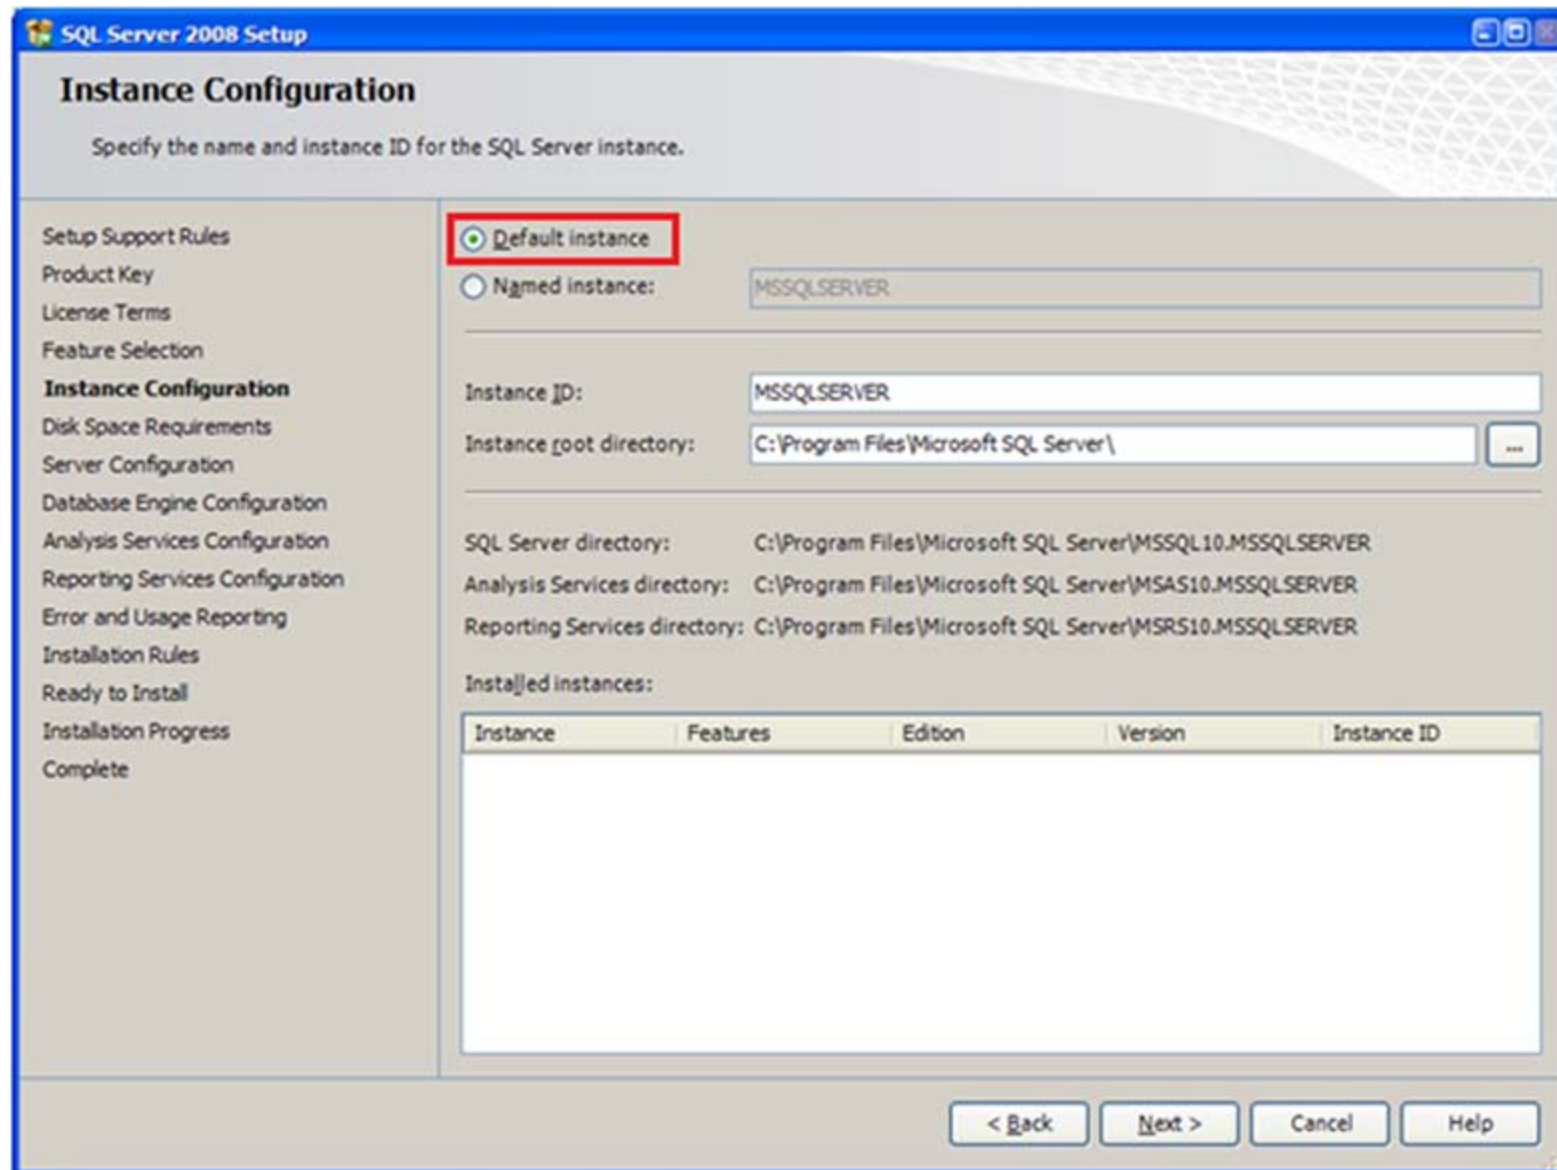 SQL Server 2008 Setup
Instance Configuration
Specify the name and instance ID for the SQL Server instance.
Setup Support Rules
Product Key
License Terms
Feature Selection
Instance Configuration
Disk Space Requirements
Server Configuration
Database Engine Configuration
Analysis Services Configuration
Reporting Services Configuration
Error and Usage Reporting
Installation Rules
Ready to Install
Installation Progress
Complete
Default instance
Named instance: MSSQLSERVER
Instance ID: MSSQLSERVER
Instance root directory: C:\Program Files\Microsoft SQL Server\ ...
SQL Server directory: C:\Program Files\Microsoft SQL Server\MSSQL10.MSSQLSERVER
Analysis Services directory: C:\Program Files\Microsoft SQL Server\MSAS10.MSSQLSERVER
Reporting Services directory: C:\Program Files\Microsoft SQL Server\MSRS10.MSSQLSERVER
Installed instances:
Instance Features Edition Version Instance ID
< Back Next > Cancel Help